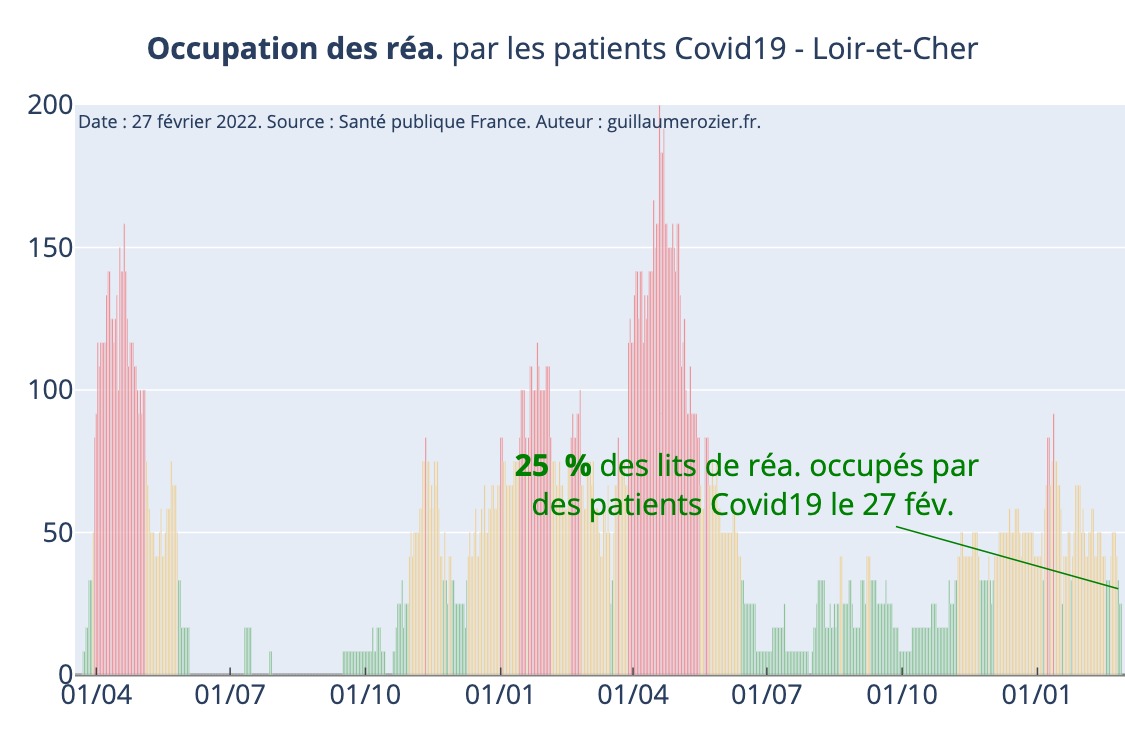 Occupation des réa. par les patients Covid19 - Loir-et-Cher
200
Date : 27 février 2022. Source : Santé publique France. Auteur : guillaumerozier.fr.
150
100
25 % des lits de réa. occupés par
des patients Covid19 le 27 fév.
50
0
01/04 01/07 01/10 01/01 01/04 01/07 01/10 01/01